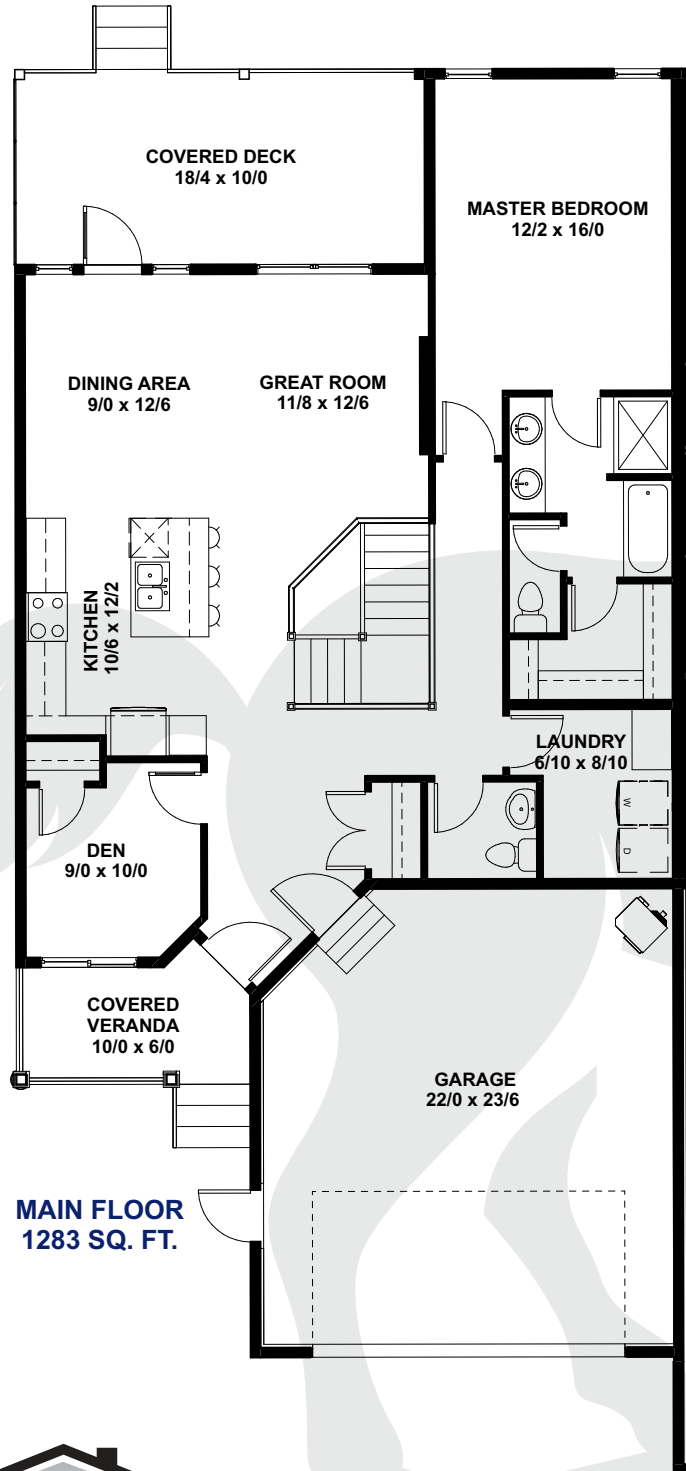 COVERED DECK
18/4 x 10/0
MASTER BEDROOM
12/2 x 16/0
DINING AREA
9/0 x 12/6
GREAT ROOM
11/8 x 12/6
KITCHEN
10/6 x 12/2
LAUNDRY
6/10 x 8/10
W
D
DEN
9/0 x 10/0
COVERED
VERANDA
10/0 x 6/0
GARAGE
22/0 x 23/6
MAIN FLOOR
1283 SQ. FT.